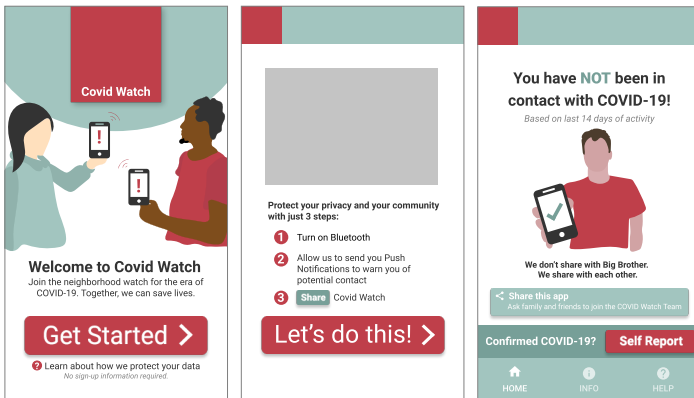 Covid Watch
!
!
Welcome to Covid Watch
Join the neighborhood watch for the era of
COVID-19. Together, we can save lives.
Get Started
? Learn about how we protect your data
No sign-up information required.
Protect your privacy and your community
with just 3 steps:
1 Turn on Bluetooth
2 Allow us to send you Push
Notifications to warn you of
potential contact
3 Share Covid Watch
Let's do this!
You have NOT been in
contact with COVID-19!
Based on last 14 days of activity
We don't share with Big Brother.
We share with each other.
Share this app
Ask family and friends to join the COVID Watch Team
Confirmed COVID-19? Self Report
HOME
i
INFO
?
HELP